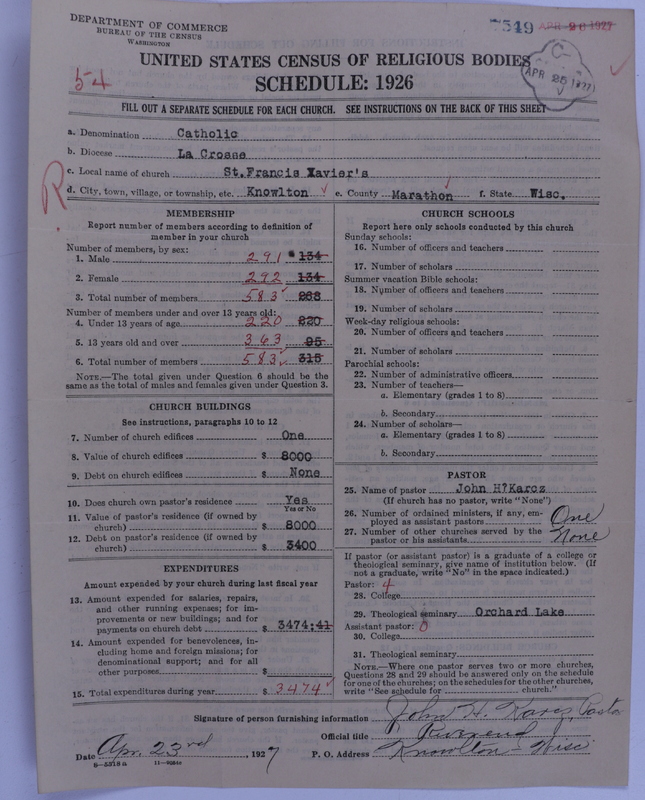 DEPARTMENT OF COMMERCE
BUREAU OF THE CENSUS
WASHINGTON
7549 APR 26 1927
C-
APR 25 1927
54
UNITED STATES CENSUS OF RELIGIOUS BODIES
SCHEDULE: 1926
FILL OUT A SEPARATE SCHEDULE FOR EACH CHURCH. SEE INSTRUCTIONS ON THE BACK OF THIS SHEET
a. Denomination Catholic
b. Diocese La Crosse
c. Local name of church St.Francis Xavier's
R
d. City, town, village, or township, etc. Knowlton e. County Marathon f. State Wisc.
MEMBERSHIP
Report number of members according to definition of
member in your church
Number of members, by sex:
1. Male 291 134
2. Female 292 134
3. Total number of members 583 268
Number of members under and over 13 years old:
4. Under 13 years of age 220 220
5. 13 years old and over 363 95
6. Total number of members 583 315
NOTE.—The total given under Question 6 should be the
same as the total of males and females given under Question 3.
CHURCH BUILDINGS
See instructions, paragraphs 10 to 12
7. Number of church edifices One
8. Value of church edifices $ 8000
9. Debt on church edifices $ None
10. Does church own pastor's residence Yes
Yes or No
11. Value of pastor's residence (if owned by
church) $ 8000
12. Debt on pastor's residence (if owned by
church) $ 3400
EXPENDITURES
Amount expended by your church during last fiscal year
13. Amount expended for salaries, repairs,
and other running expenses; for im-
provements or new buildings; and for
payments on church debt $ 3474:41
14. Amount expended for benevolences, in-
cluding home and foreign missions; for
denominational support; and for all
other purposes $
15. Total expenditures during year $ 3474
CHURCH SCHOOLS
Report here only schools conducted by this church
Sunday schools:
16. Number of officers and teachers
17. Number of scholars
Summer vacation Bible schools:
18. Number of officers and teachers
19. Number of scholars
Week-day religious schools:
20. Number of officers and teachers
21. Number of scholars
Parochial schools:
22. Number of administrative officers
23. Number of teachers—
a. Elementary (grades 1 to 8)
b. Secondary
24. Number of scholars—
a. Elementary (grades 1 to 8)
b. Secondary
PASTOR
25. Name of pastor John H?Karcz
(If church has no pastor, write "None")
26. Number of ordained ministers, if any, em-
ployed as assistant pastors One
27. Number of other churches served by the
pastor or his assistants None
If pastor (or assistant pastor) is a graduate of a college or
theological seminary, give name of institution below. (If
not a graduate, write "No" in the space indicated.)
Pastor: 4
28. College
29. Theological seminary Orchard Lake
Assistant pastor: 0
30. College
31. Theological seminary
NOTE.—Where one pastor serves two or more churches,
Questions 28 and 29 should be answered only on the schedule
for one of the churches; on the schedules for the other churches,
write "See schedule for church."
Signature of person furnishing information John H. Karcz, Pastor
Official title Reverend
Date Apr. 23rd, 1927 P. O. Address Knowlton - Wisc
8—5318a 11—9554c